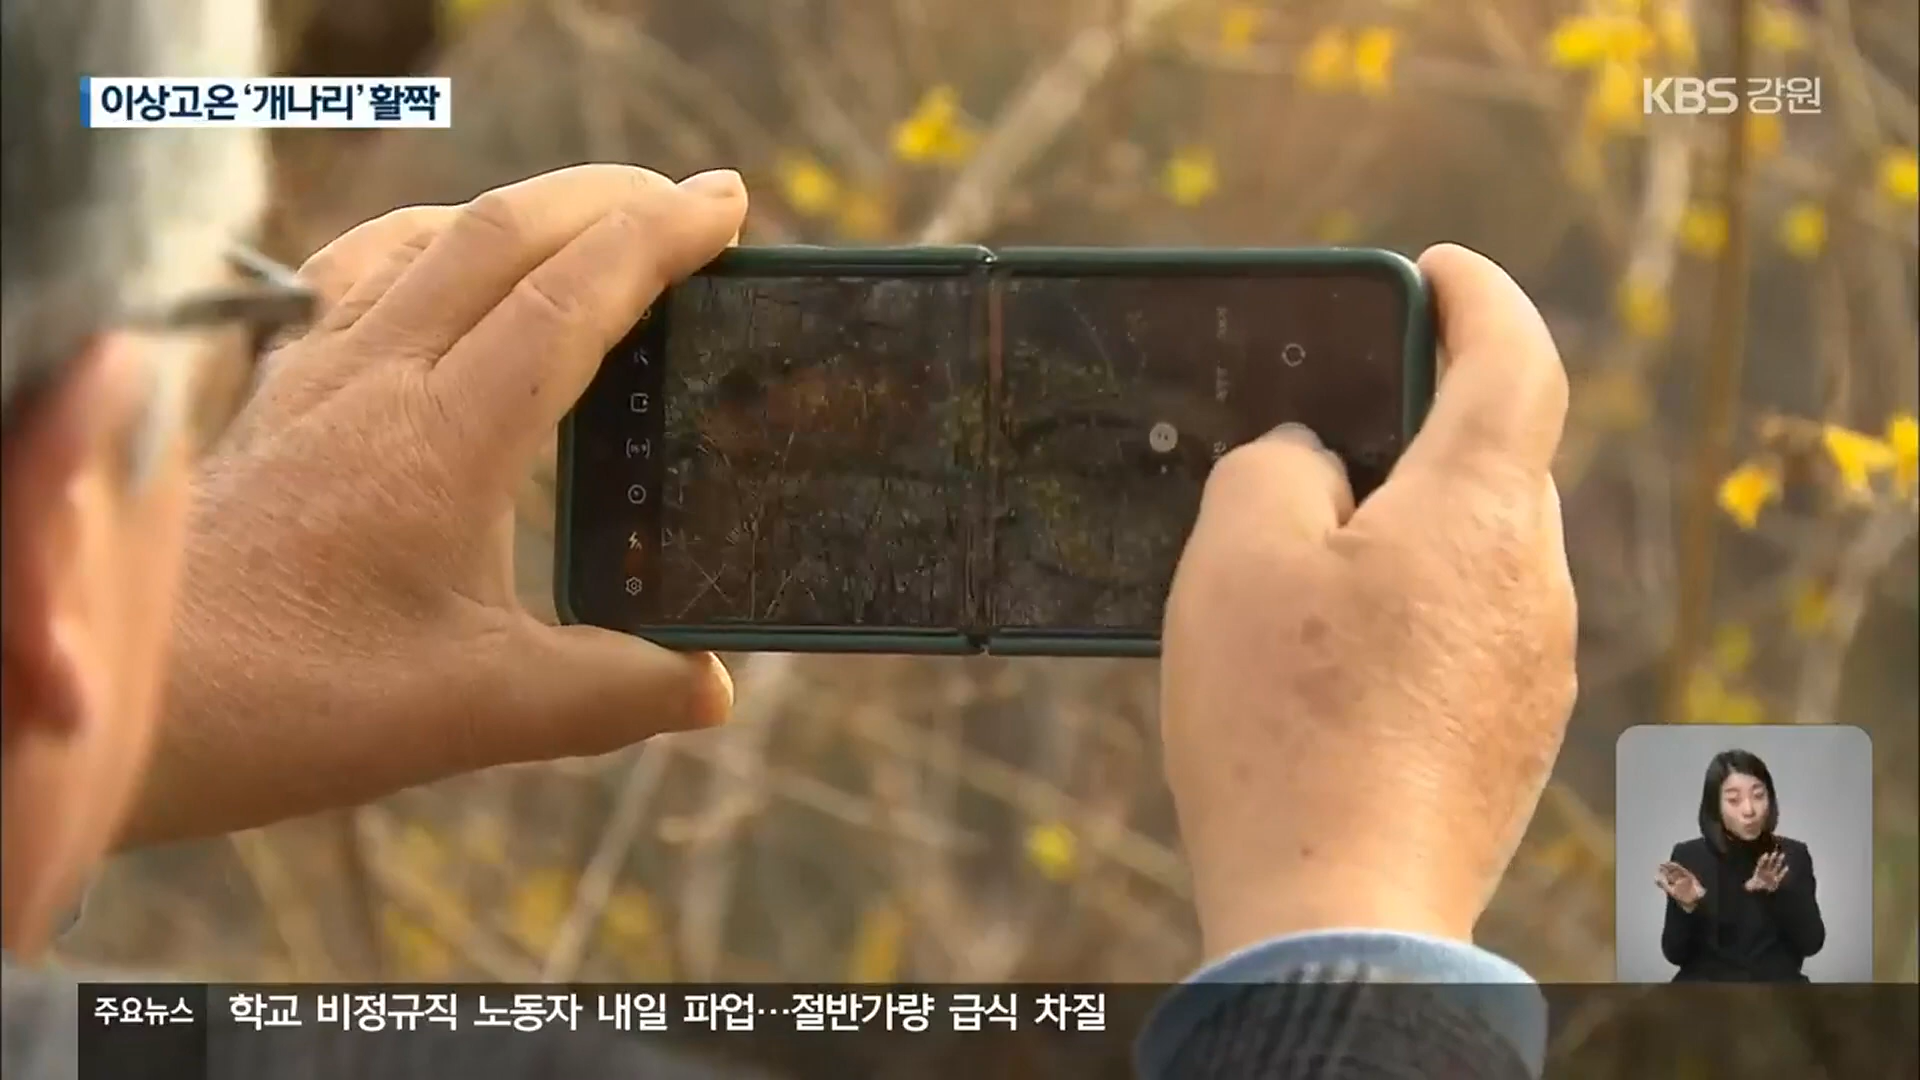 이상고온 ‘개나리’ 활짝
KBS 강원
주요뉴스 학교 비정규직 노동자 내일 파업…절반가량 급식 차질